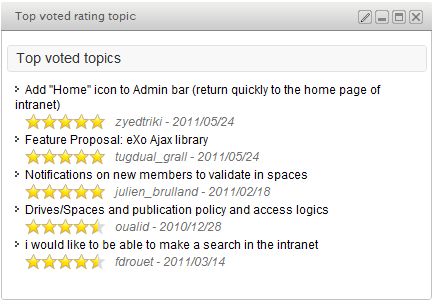 Top voted rating topic
Top voted topics
Add "Home" icon to Admin bar (return quickly to the home page of
intranet)
zyedtriki - 2011/05/24
Feature Proposal: eXo Ajax library
tugdual_grall - 2011/05/24
Notifications on new members to validate in spaces
julien_brulland - 2011/02/18
Drives/Spaces and publication policy and access logics
oualid - 2010/12/28
i would like to be able to make a search in the intranet
fdrouet - 2011/03/14